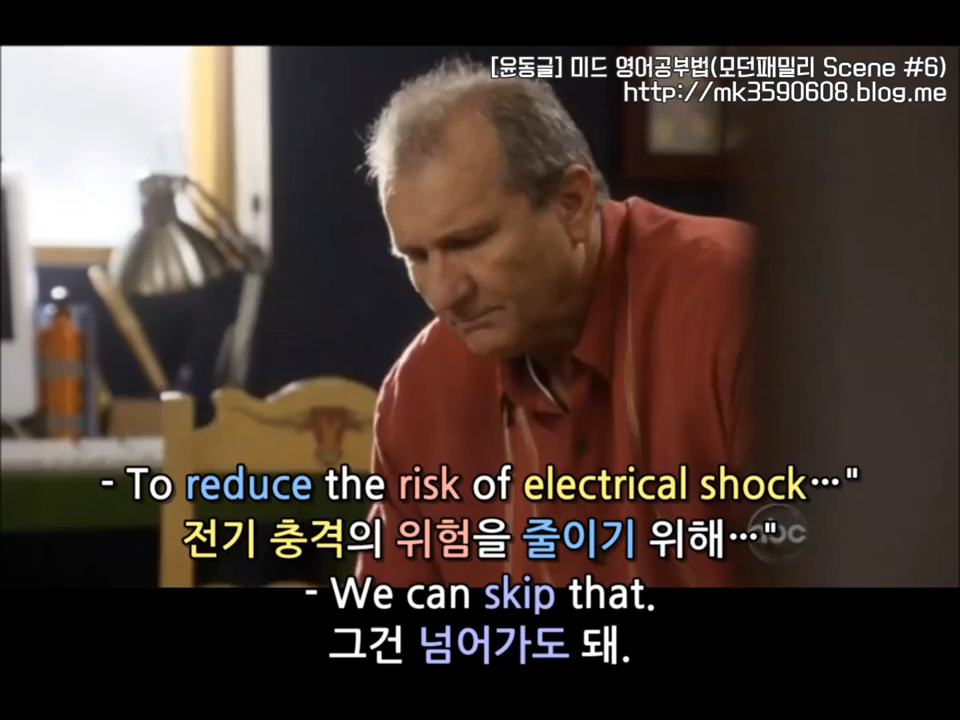 [윤동글] 미드 영어공부법(모던패밀리 Scene #6)
http://mk3590608.blog.me
- To reduce the risk of electrical shock…"
전기 충격의 위험을 줄이기 위해…"
abc
- We can skip that.
그건 넘어가도 돼.